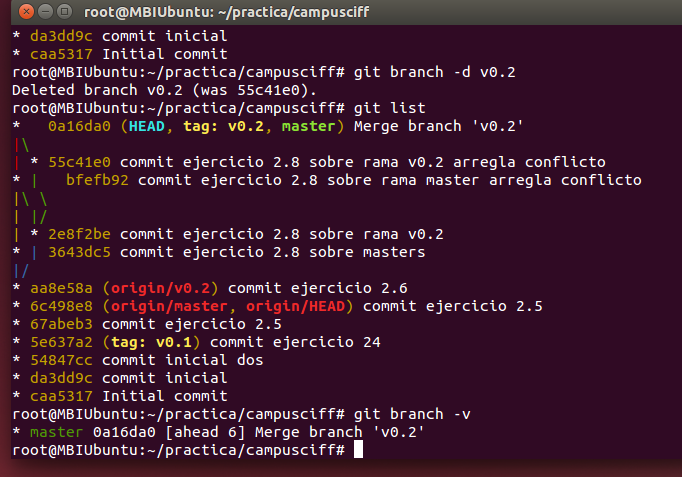 root@MBIUbuntu: ~/practica/campusciff
* da3dd9c commit inicial
* caa5317 Initial commit
root@MBIUbuntu:~/practica/campusciff# git branch -d v0.2
Deleted branch v0.2 (was 55c41e0).
root@MBIUbuntu:~/practica/campusciff# git list
*   0a16da0 (HEAD, tag: v0.2, master) Merge branch 'v0.2'
|\
| * 55c41e0 commit ejercicio 2.8 sobre rama v0.2 arregla conflicto
* |   bfefb92 commit ejercicio 2.8 sobre rama master arregla conflicto
|\ \
| |/
| * 2e8f2be commit ejercicio 2.8 sobre rama v0.2
* | 3643dc5 commit ejercicio 2.8 sobre masters
|/
* aa8e58a (origin/v0.2) commit ejercicio 2.6
* 6c498e8 (origin/master, origin/HEAD) commit ejercicio 2.5
* 67abeb3 commit ejercicio 2.5
* 5e637a2 (tag: v0.1) commit ejercicio 24
* 54847cc commit inicial dos
* da3dd9c commit inicial
* caa5317 Initial commit
root@MBIUbuntu:~/practica/campusciff# git branch -v
* master 0a16da0 [ahead 6] Merge branch 'v0.2'
root@MBIUbuntu:~/practica/campusciff#